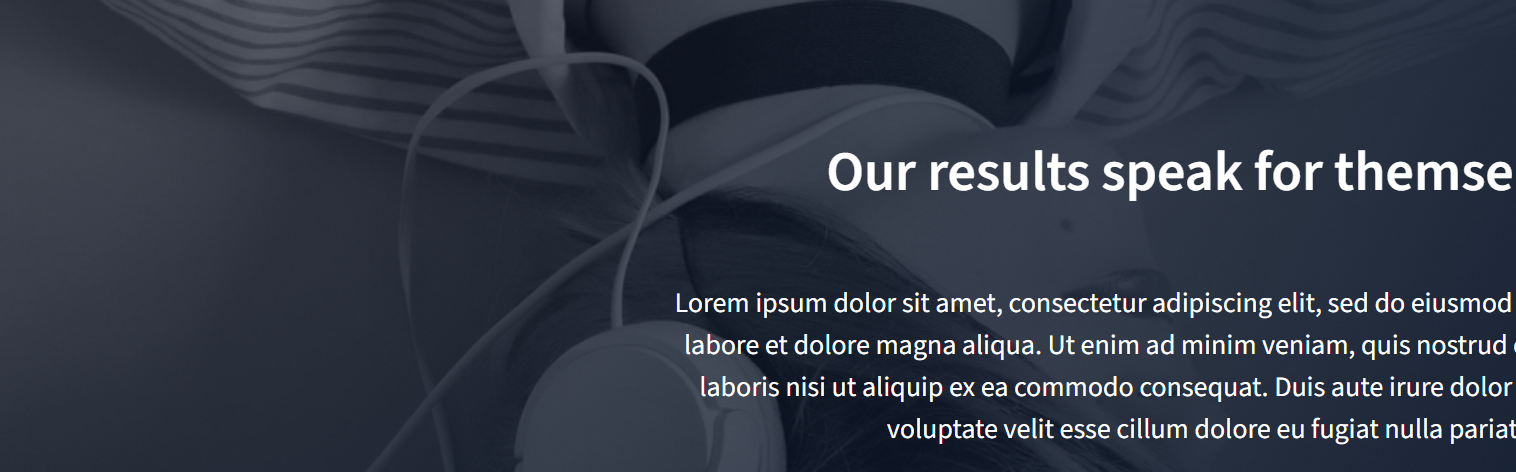 Our results speak for themse
Lorem ipsum dolor sit amet, consectetur adipiscing elit, sed do eiusmod
labore et dolore magna aliqua. Ut enim ad minim veniam, quis nostrud
laboris nisi ut aliquip ex ea commodo consequat. Duis aute irure dolor
voluptate velit esse cillum dolore eu fugiat nulla pariat